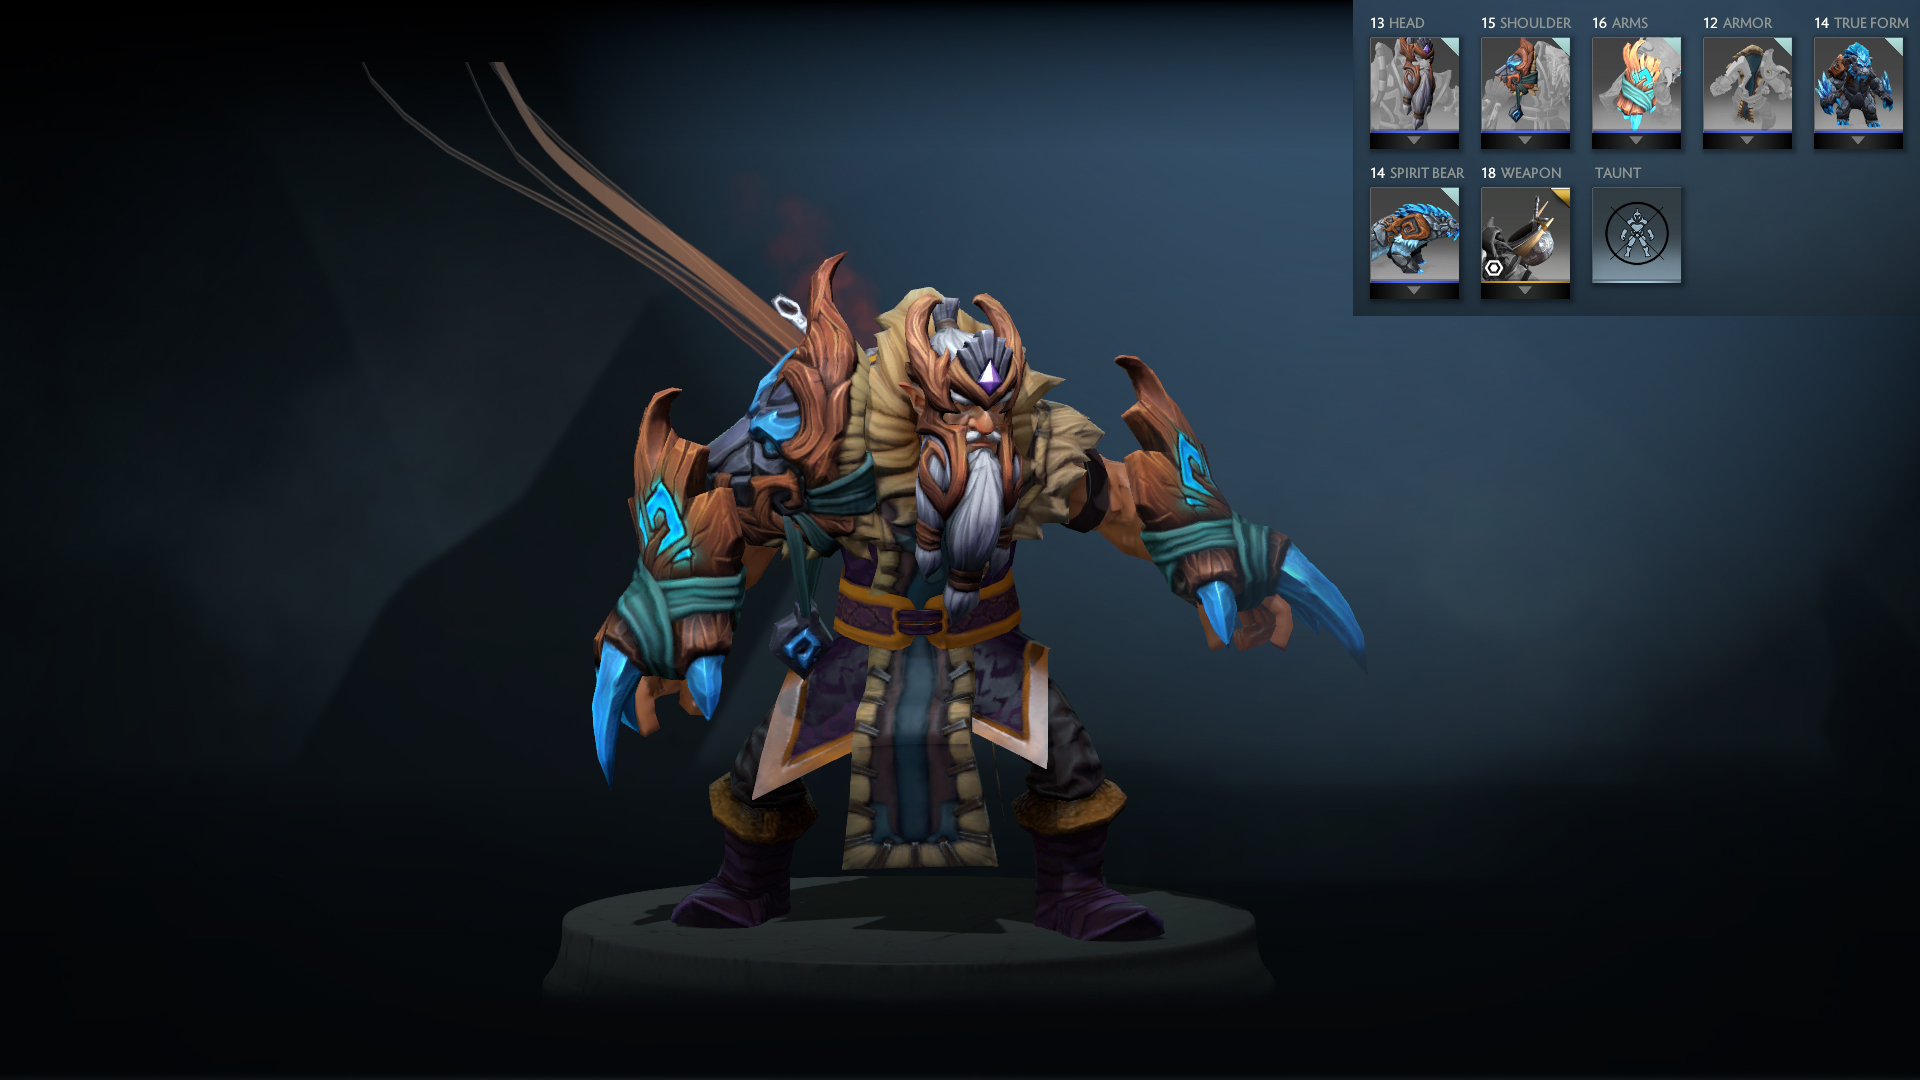 13 HEAD 15 SHOULDER 16 ARMS 12 ARMOR 14 TRUE FORM
14 SPIRIT BEAR 18 WEAPON TAUNT